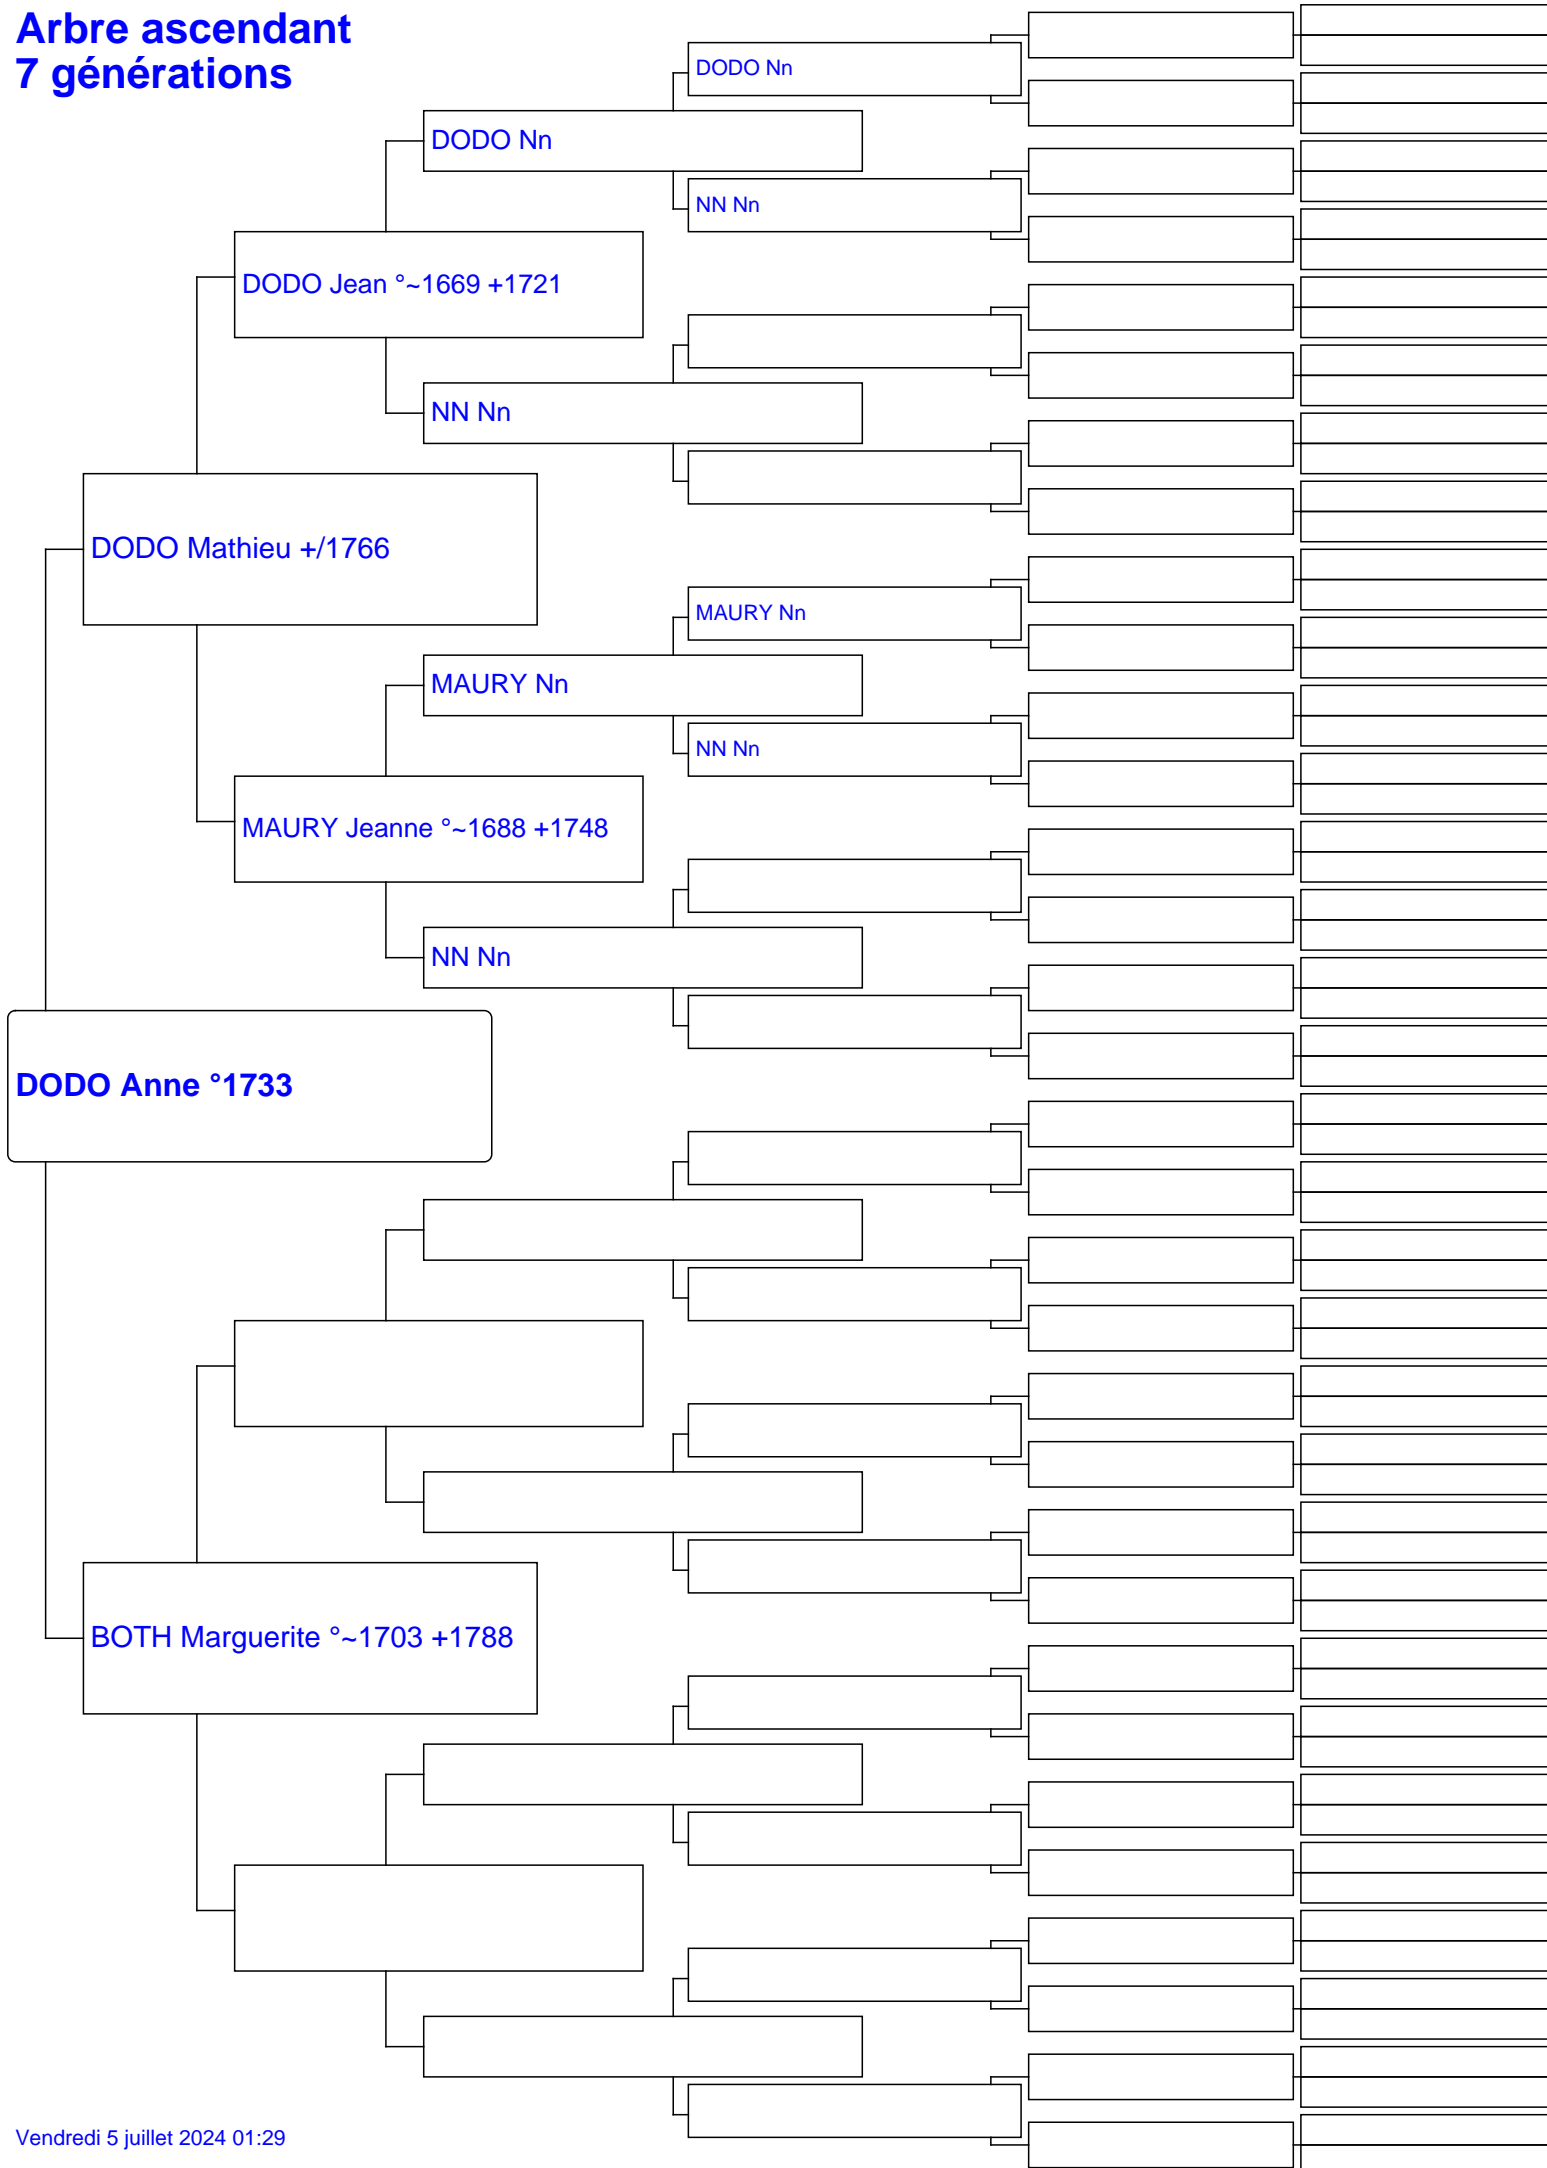 Arbre ascendant
7 générations
DODO Nn
DODO Nn
NN Nn
DODO Jean °~1669 +1721
NN Nn
DODO Mathieu +/1766
MAURY Nn
MAURY Nn
NN Nn
MAURY Jeanne °~1688 +1748
NN Nn
DODO Anne °1733
BOTH Marguerite °~1703 +1788
Vendredi 5 juillet 2024 01:29